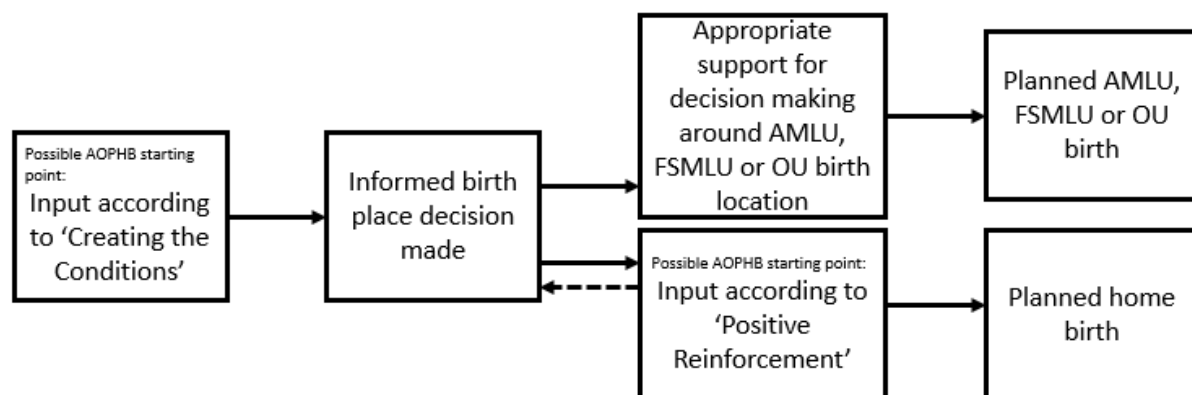 Possible AOPHB starting
point:
Input according
to ‘Creating the
Conditions’
Informed birth
place decision
made
Appropriate
support for
decision making
around AMLU,
FSMLU or OU birth
location
Planned AMLU,
FSMLU or OU
birth
Possible AOPHB starting point:
Input according to
‘Positive
Reinforcement’
Planned home
birth